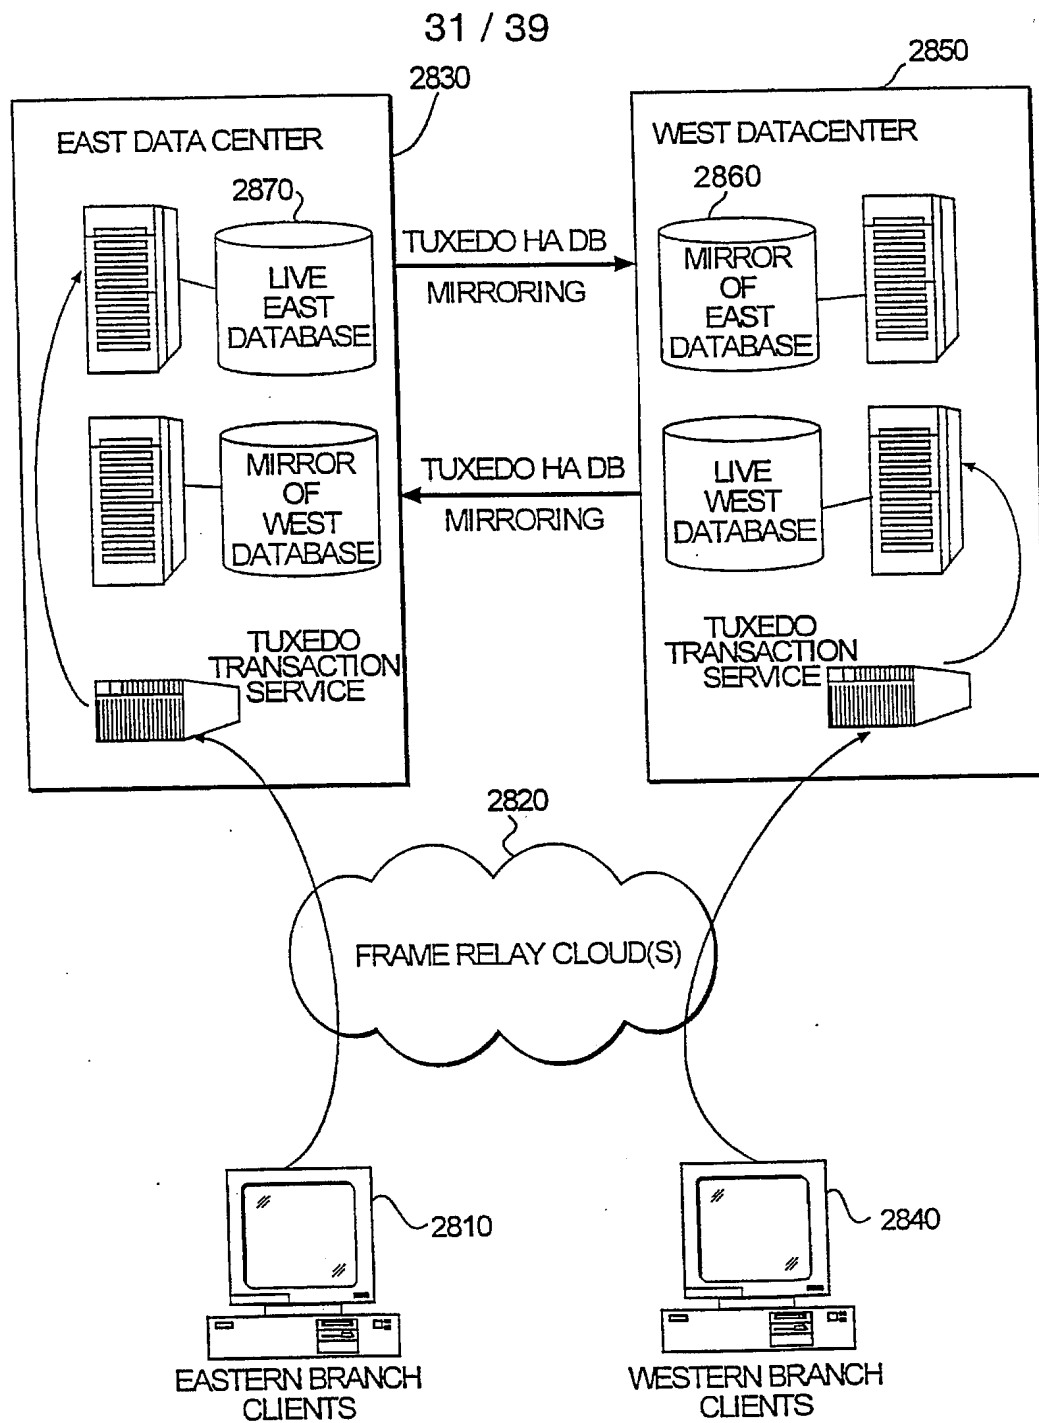 31 / 39
2830
2850
EAST DATA CENTER
WEST DATACENTER
2870
2860
LIVE
EAST
DATABASE
TUXEDO HA DB
MIRRORING
MIRROR
OF
EAST
DATABASE
MIRROR
OF
WEST
DATABASE
TUXEDO HA DB
MIRRORING
LIVE
WEST
DATABASE
TUXEDO
TRANSACTION
SERVICE
TUXEDO
TRANSACTION
SERVICE
2820
FRAME RELAY CLOUD(S)
2810
2840
EASTERN BRANCH
CLIENTS
WESTERN BRANCH
CLIENTS